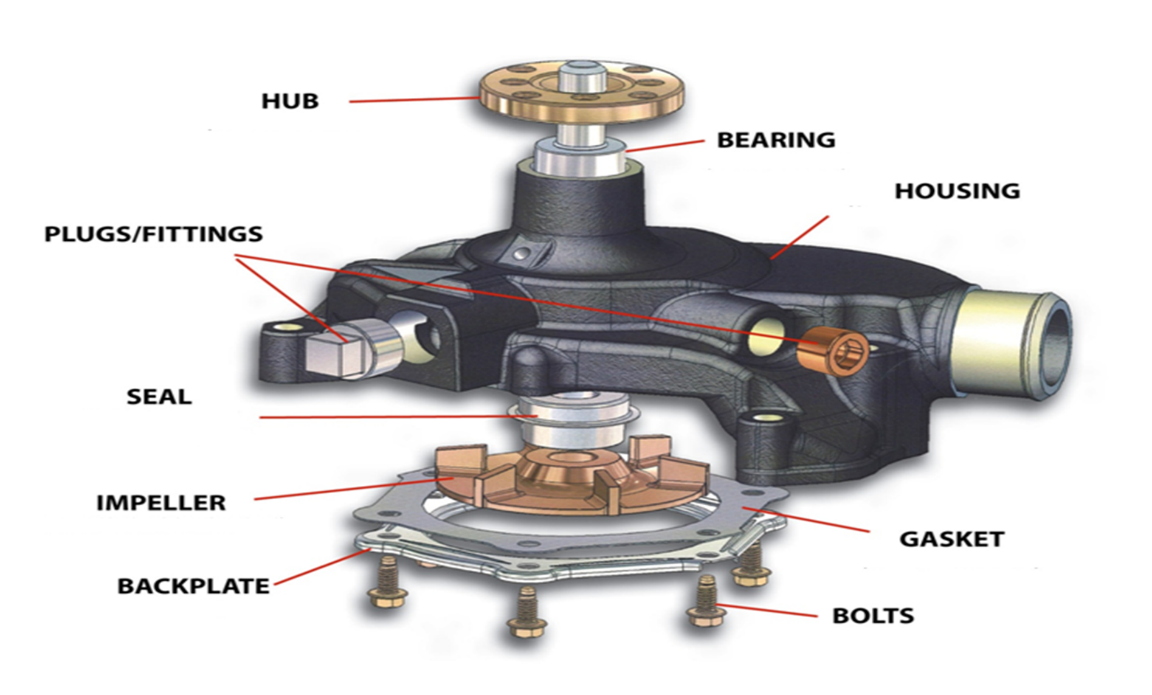 HUB
BEARING
HOUSING
PLUGS/FITTINGS
SEAL
IMPELLER
GASKET
BACKPLATE
BOLTS